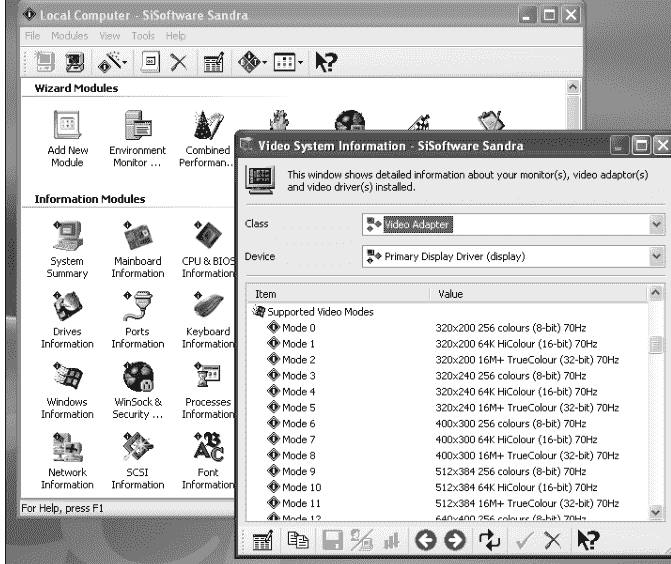 Local Computer - SiSoftware Sandra
File Modules View Tools Help
Wizard Modules
Add New
Module
Environment
Monitor ...
Combined
Performan...
Information Modules
System
Summary
Mainboard
Information
CPU & BIOS
Information
Drives
Information
Ports
Information
Keyboard
Information
Windows
Information
WinSock &
Security ...
Processes
Information
Network
Information
SCSI
Information
Font
Information
For Help, press F1
Video System Information - SiSoftware Sandra
This window shows detailed information about your monitor(s), video adaptor(s)
and video driver(s) installed.
Class Video Adapter
Device Primary Display Driver (display)
Item Value
Supported Video Modes
Mode 0 320x200 256 colours (8-bit) 70Hz
Mode 1 320x200 64K HiColour (16-bit) 70Hz
Mode 2 320x200 16M+ TrueColour (32-bit) 70Hz
Mode 3 320x240 256 colours (8-bit) 70Hz
Mode 4 320x240 64K HiColour (16-bit) 70Hz
Mode 5 320x240 16M+ TrueColour (32-bit) 70Hz
Mode 6 400x300 256 colours (8-bit) 70Hz
Mode 7 400x300 64K HiColour (16-bit) 70Hz
Mode 8 400x300 16M+ TrueColour (32-bit) 70Hz
Mode 9 512x384 256 colours (8-bit) 70Hz
Mode 10 512x384 64K HiColour (16-bit) 70Hz
Mode 11 512x384 16M+ TrueColour (32-bit) 70Hz
Mode 12 640x400 256 colours (8-bit) 70Hz